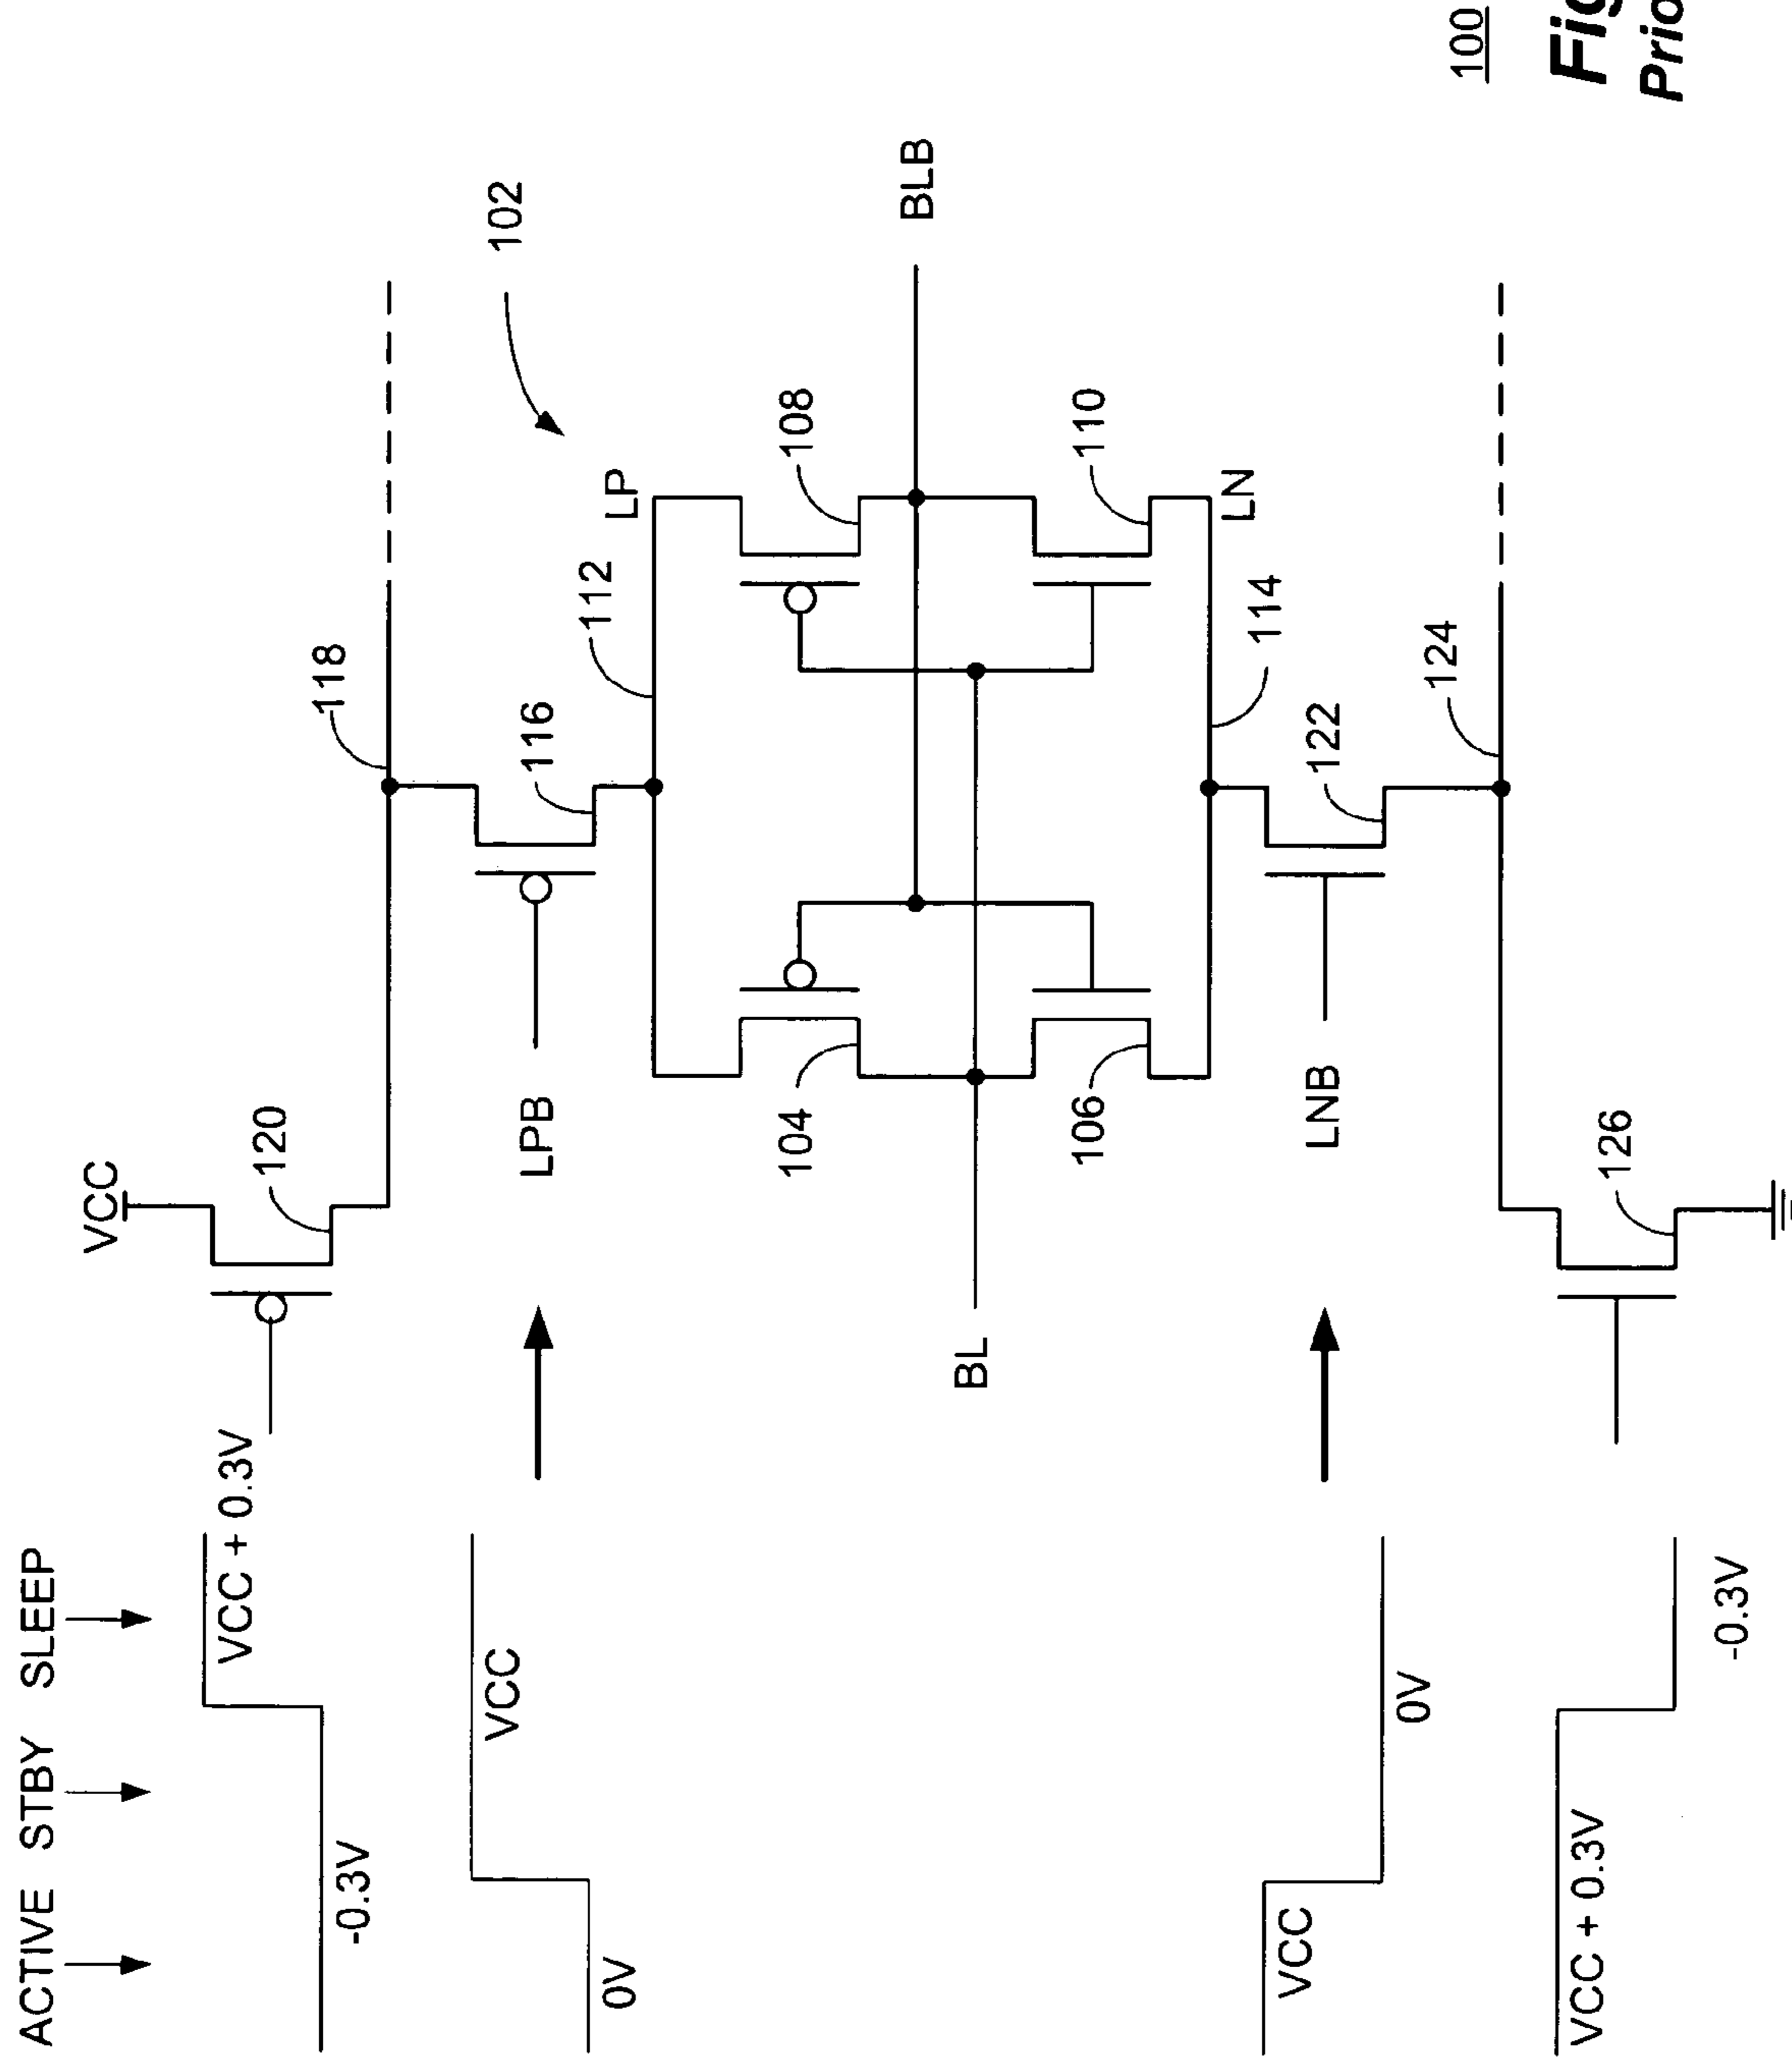 ACTIVE STBY SLEEP
VCC
120
VCC + 0.3V
-0.3V
118
LPB
116
VCC
0V
102
112
LP
104
108
BLB
BL
106
110
LN
114
LNB
122
VCC
0V
124
126
VCC + 0.3V
-0.3V
100